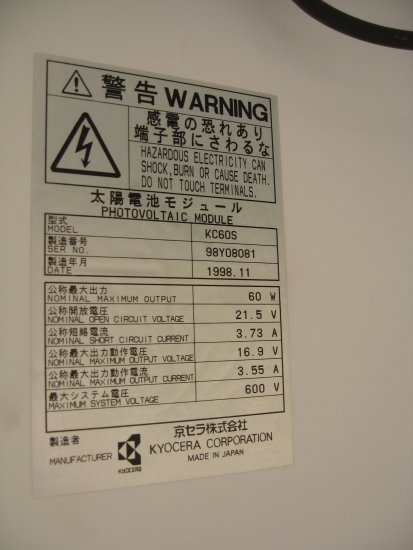 警告 WARNING
感電の恐れあり
端子部にさわるな
HAZARDOUS ELECTRICITY CAN
SHOCK, BURN OR CAUSE DEATH.
DO NOT TOUCH TERMINALS.
太陽電池モジュール
PHOTOVOLTAIC MODULE
型式
MODEL KC60S
製造番号
SER NO. 98Y08081
製造年月
DATE 1998.11
公称最大出力
NOMINAL MAXIMUM OUTPUT 60 W
公称開放電圧
NOMINAL OPEN CIRCUIT VOLTAGE 21.5 V
公称短絡電流
NOMINAL SHORT CIRCUIT CURRENT 3.73 A
公称最大出力動作電圧
NOMINAL MAXIMUM OUTPUT VOLTAGE 16.9 V
公称最大出力動作電流
NOMINAL MAXIMUM OUTPUT CURRENT 3.55 A
最大システム電圧
MAXIMUM SYSTEM VOLTAGE 600 V
製造者
MANUFACTURER
KYOCERA
京セラ株式会社
KYOCERA CORPORATION
MADE IN JAPAN